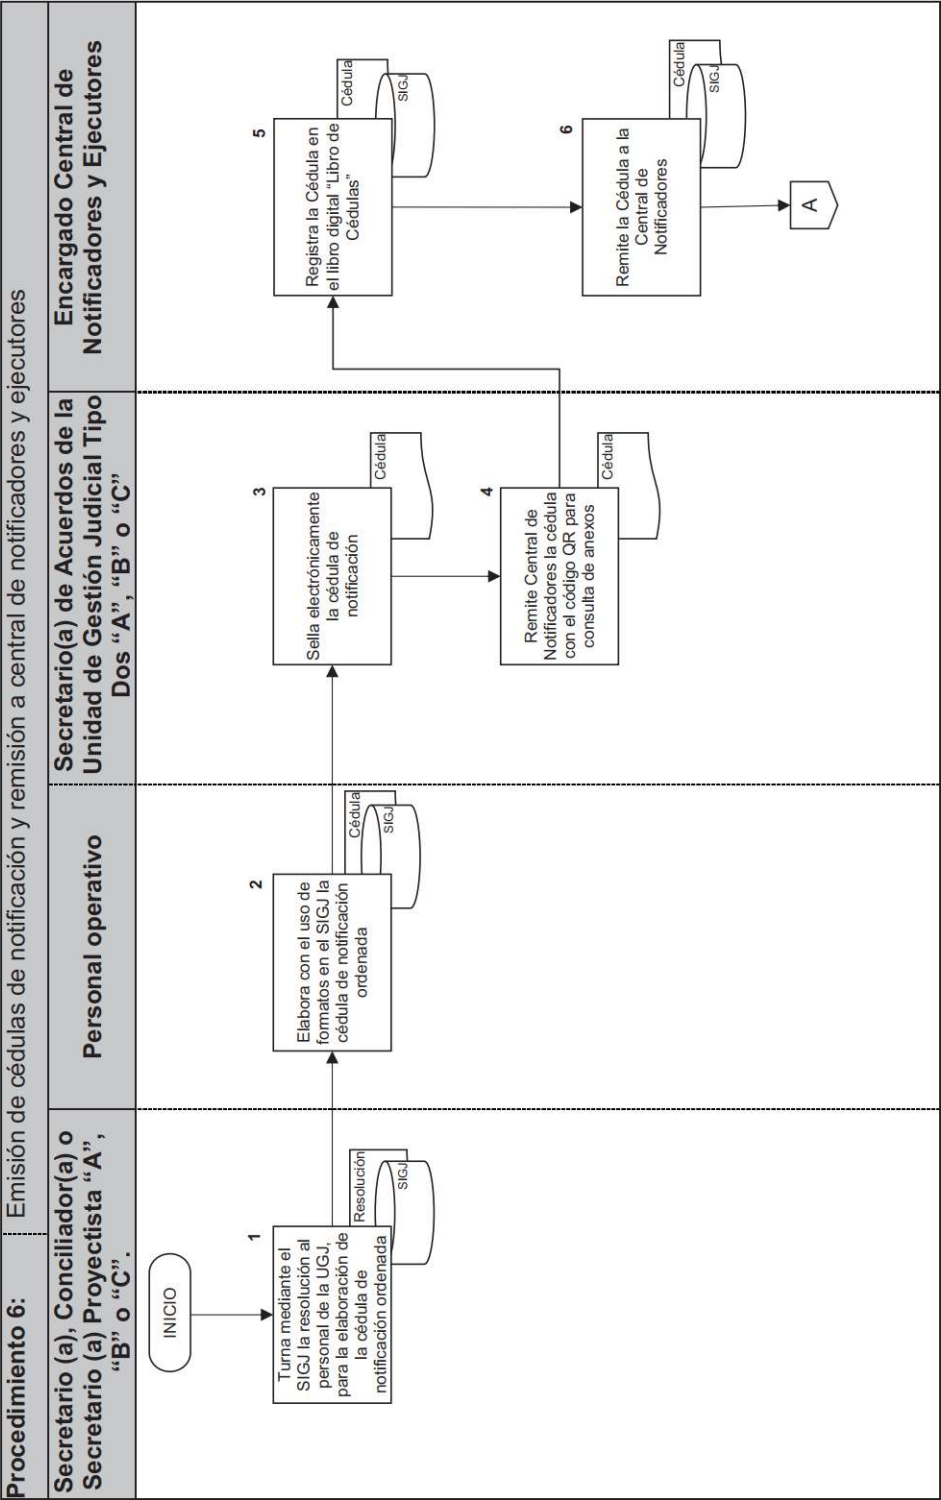 Procedimiento 6:
Emisión de cédulas de notificación y remisión a central de notificadores y ejecutores
Secretario (a), Conciliador(a) o
Secretario (a) Proyectista “A”,
“B” o “C”.
Personal operativo
Secretario(a) de Acuerdos de la
Unidad de Gestión Judicial Tipo
Dos “A”, “B” o “C”
Encargado Central de
Notificadores y Ejecutores
INICIO
1
Turna mediante el
SIGJ la resolución al
personal de la UGJ,
para la elaboración de
la cédula de
notificación ordenada
Resolución
SIGJ
2
Elabora con el uso de
formatos en el SIGJ la
cédula de notificación
ordenada
Cédula
SIGJ
3
Sella electrónicamente
la cédula de
notificación
Cédula
4
Remite Central de
Notificadores la cédula
con el código QR para
consulta de anexos
Cédula
5
Registra la Cédula en
el libro digital “Libro de
Cédulas”
Cédula
SIGJ
6
Remite la Cédula a la
Central de
Notificadores
Cédula
SIGJ
A